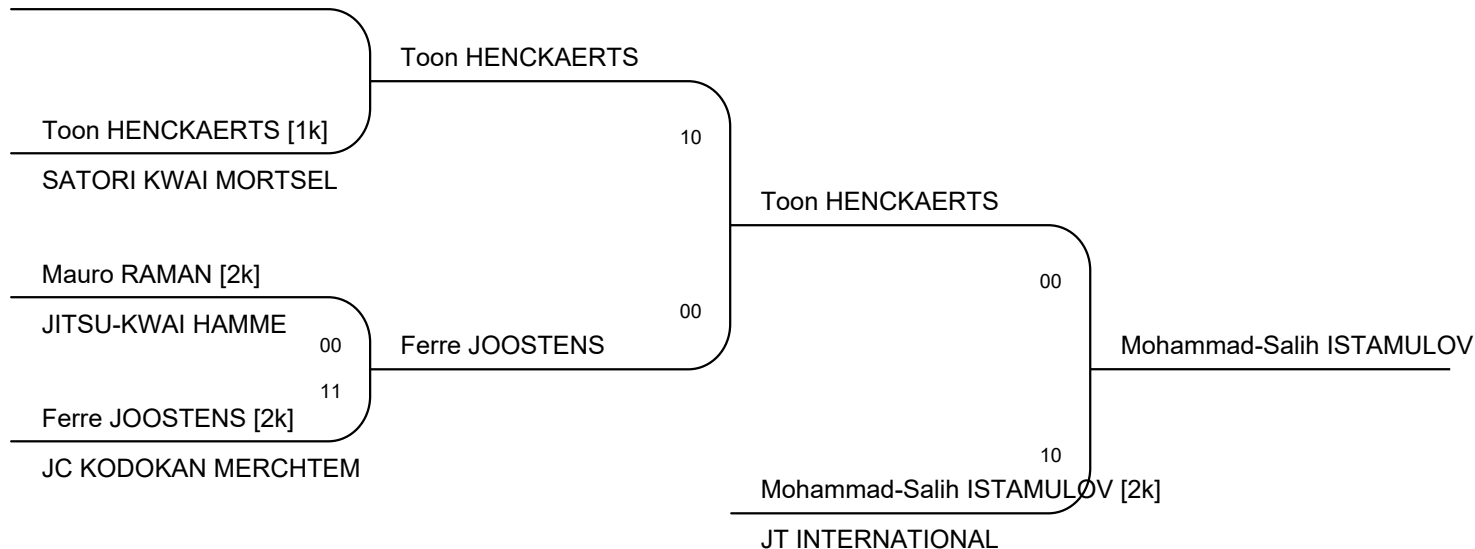 Toon HENCKAERTS
Toon HENCKAERTS [1k]
10
SATORI KWAI MORTSEL
Toon HENCKAERTS
Mauro RAMAN [2k]
00
JITSU-KWAI HAMME
00
00
Ferre JOOSTENS
Mohammad-Salih ISTAMULOV
11
Ferre JOOSTENS [2k]
10
JC KODOKAN MERCHTEM
Mohammad-Salih ISTAMULOV [2k]
JT INTERNATIONAL